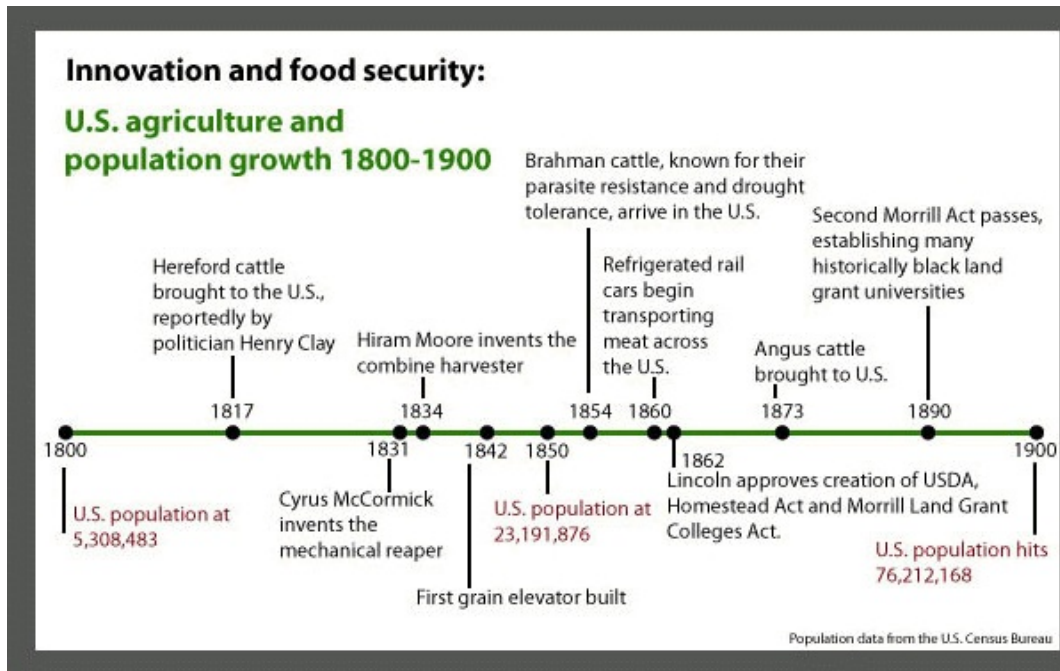 Innovation and food security:
U.S. agriculture and
population growth 1800-1900
Hereford cattle
brought to the U.S.,
reportedly by
politician Henry Clay
Hiram Moore invents the
combine harvester
Brahman cattle, known for their
parasite resistance and drought
tolerance, arrive in the U.S.
Refrigerated rail
cars begin
transporting
meat across
the U.S.
Angus cattle
brought to U.S.
Second Morrill Act passes,
establishing many
historically black land
grant universities
1817
1834
1854
1860
1873
1890
1800
1831
1842
1850
1862
1900
U.S. population at
5,308,483
Cyrus McCormick
invents the
mechanical reaper
First grain elevator built
U.S. population at
23,191,876
Lincoln approves creation of USDA,
Homestead Act and Morrill Land Grant
Colleges Act.
U.S. population hits
76,212,168
Population data from the U.S. Census Bureau